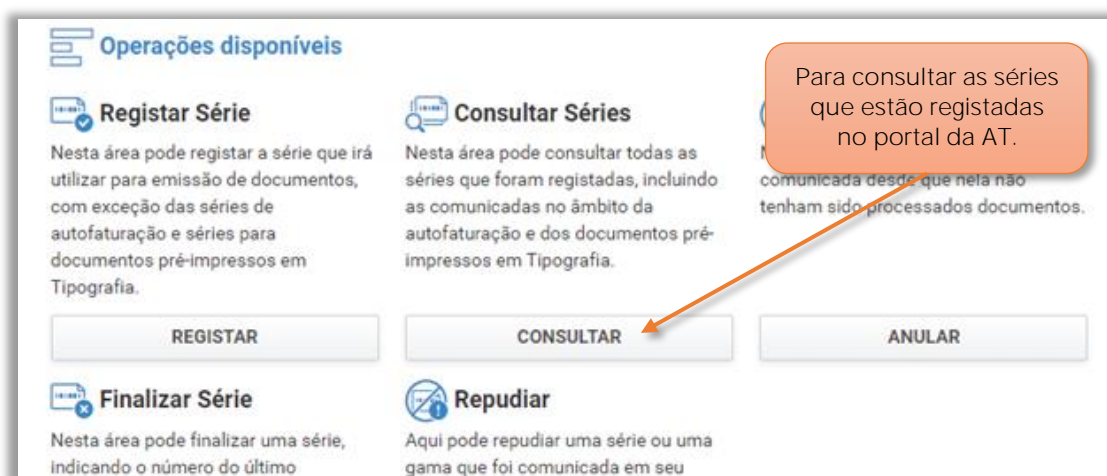 Operações disponíveis
Para consultar as séries
que estão registadas
no portal da AT.
Registar Série
Nesta área pode registar a série que irá
utilizar para emissão de documentos,
com exceção das séries de
autofaturação e séries para
documentos pré-impressos em
Tipografia.
REGISTAR
Consultar Séries
Nesta área pode consultar todas as
séries que foram registadas, incluindo
as comunicadas no âmbito da
autofaturação e dos documentos pré-
impressos em Tipografia.
CONSULTAR
comunicada desde que nela não
tenham sido processados documentos.
ANULAR
Finalizar Série
Nesta área pode finalizar uma série,
indicando o número do último
Repudiar
Aqui pode repudiar uma série ou uma
gama que foi comunicada em seu